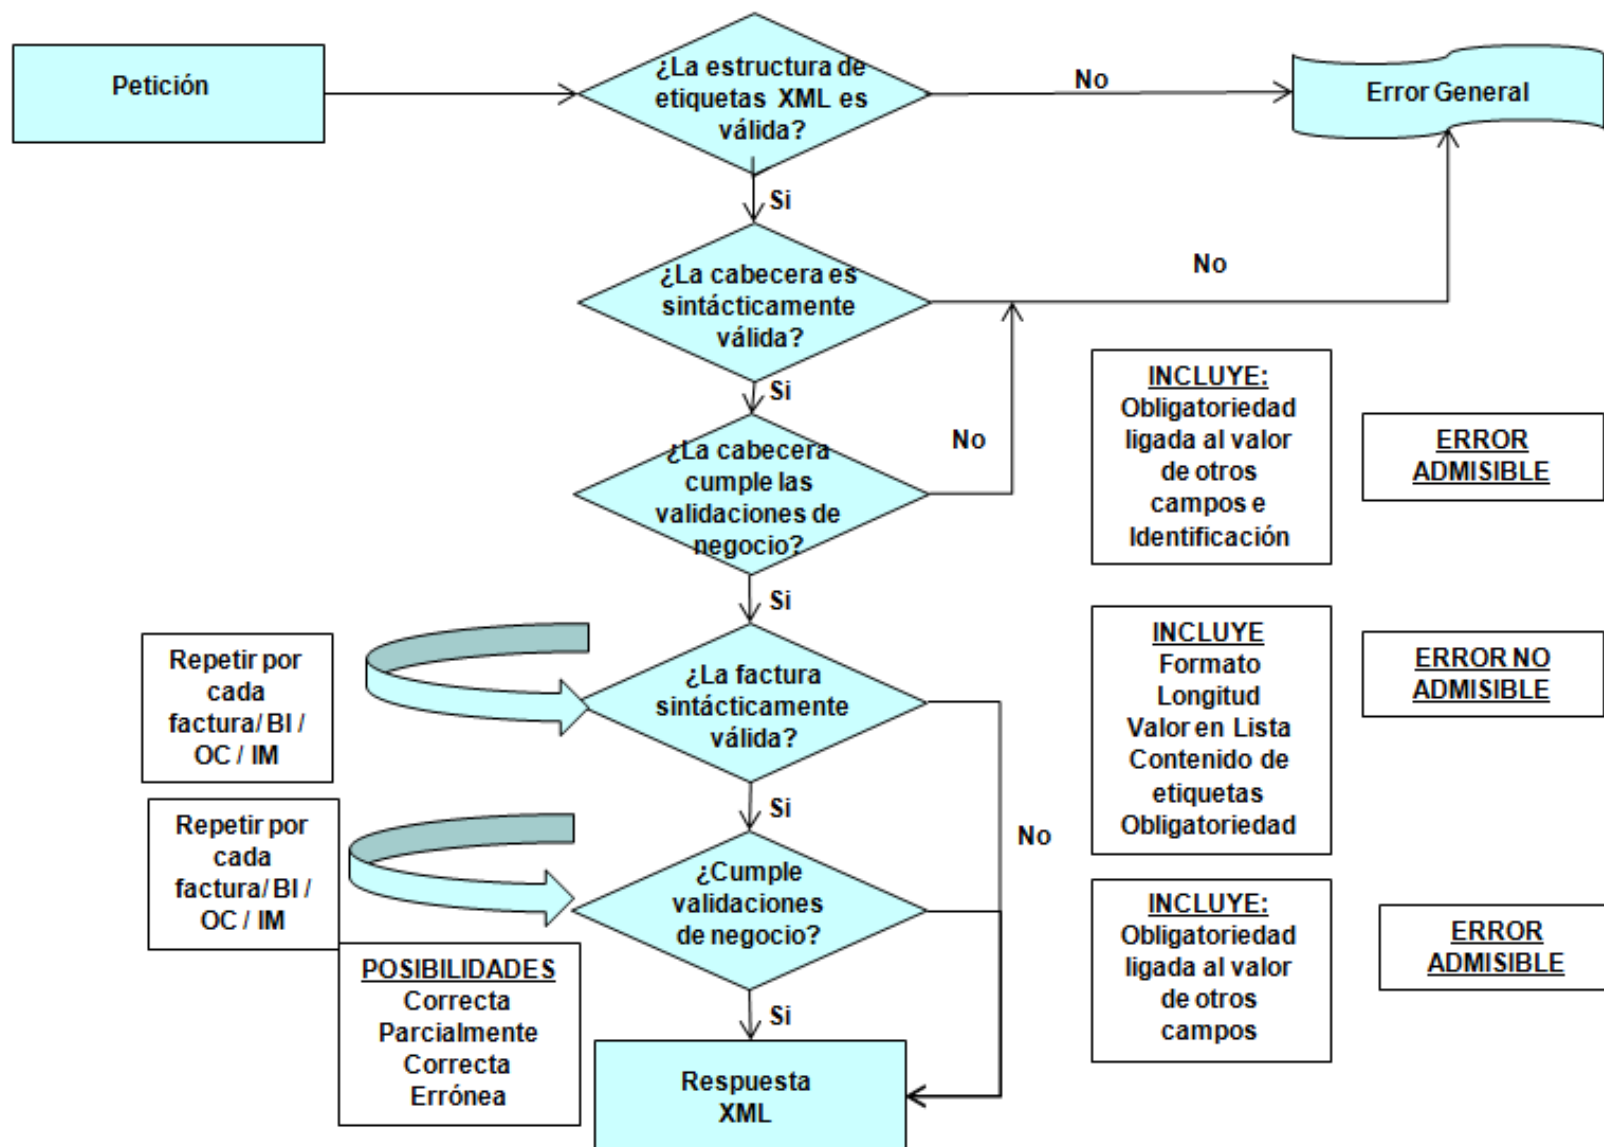 Petición
¿La estructura de
etiquetas XML es
válida?
No
Error General
Si
¿La cabecera es
sintácticamente
válida?
No
Si
¿La cabecera
cumple las
validaciones de
negocio?
No
INCLUYE:
Obligatoriedad
ligada al valor
de otros
campos e
Identificación
ERROR
ADMISIBLE
Si
Repetir por
cada
factura/ BI /
OC / IM
¿La factura
sintácticamente
válida?
INCLUYE
Formato
Longitud
Valor en Lista
Contenido de
etiquetas
Obligatoriedad
ERROR NO
ADMISIBLE
Si
No
Repetir por
cada
factura/ BI /
OC / IM
¿Cumple
validaciones
de negocio?
INCLUYE:
Obligatoriedad
ligada al valor
de otros
campos
ERROR
ADMISIBLE
POSIBILIDADES
Correcta
Parcialmente
Correcta
Errónea
Si
Respuesta
XML